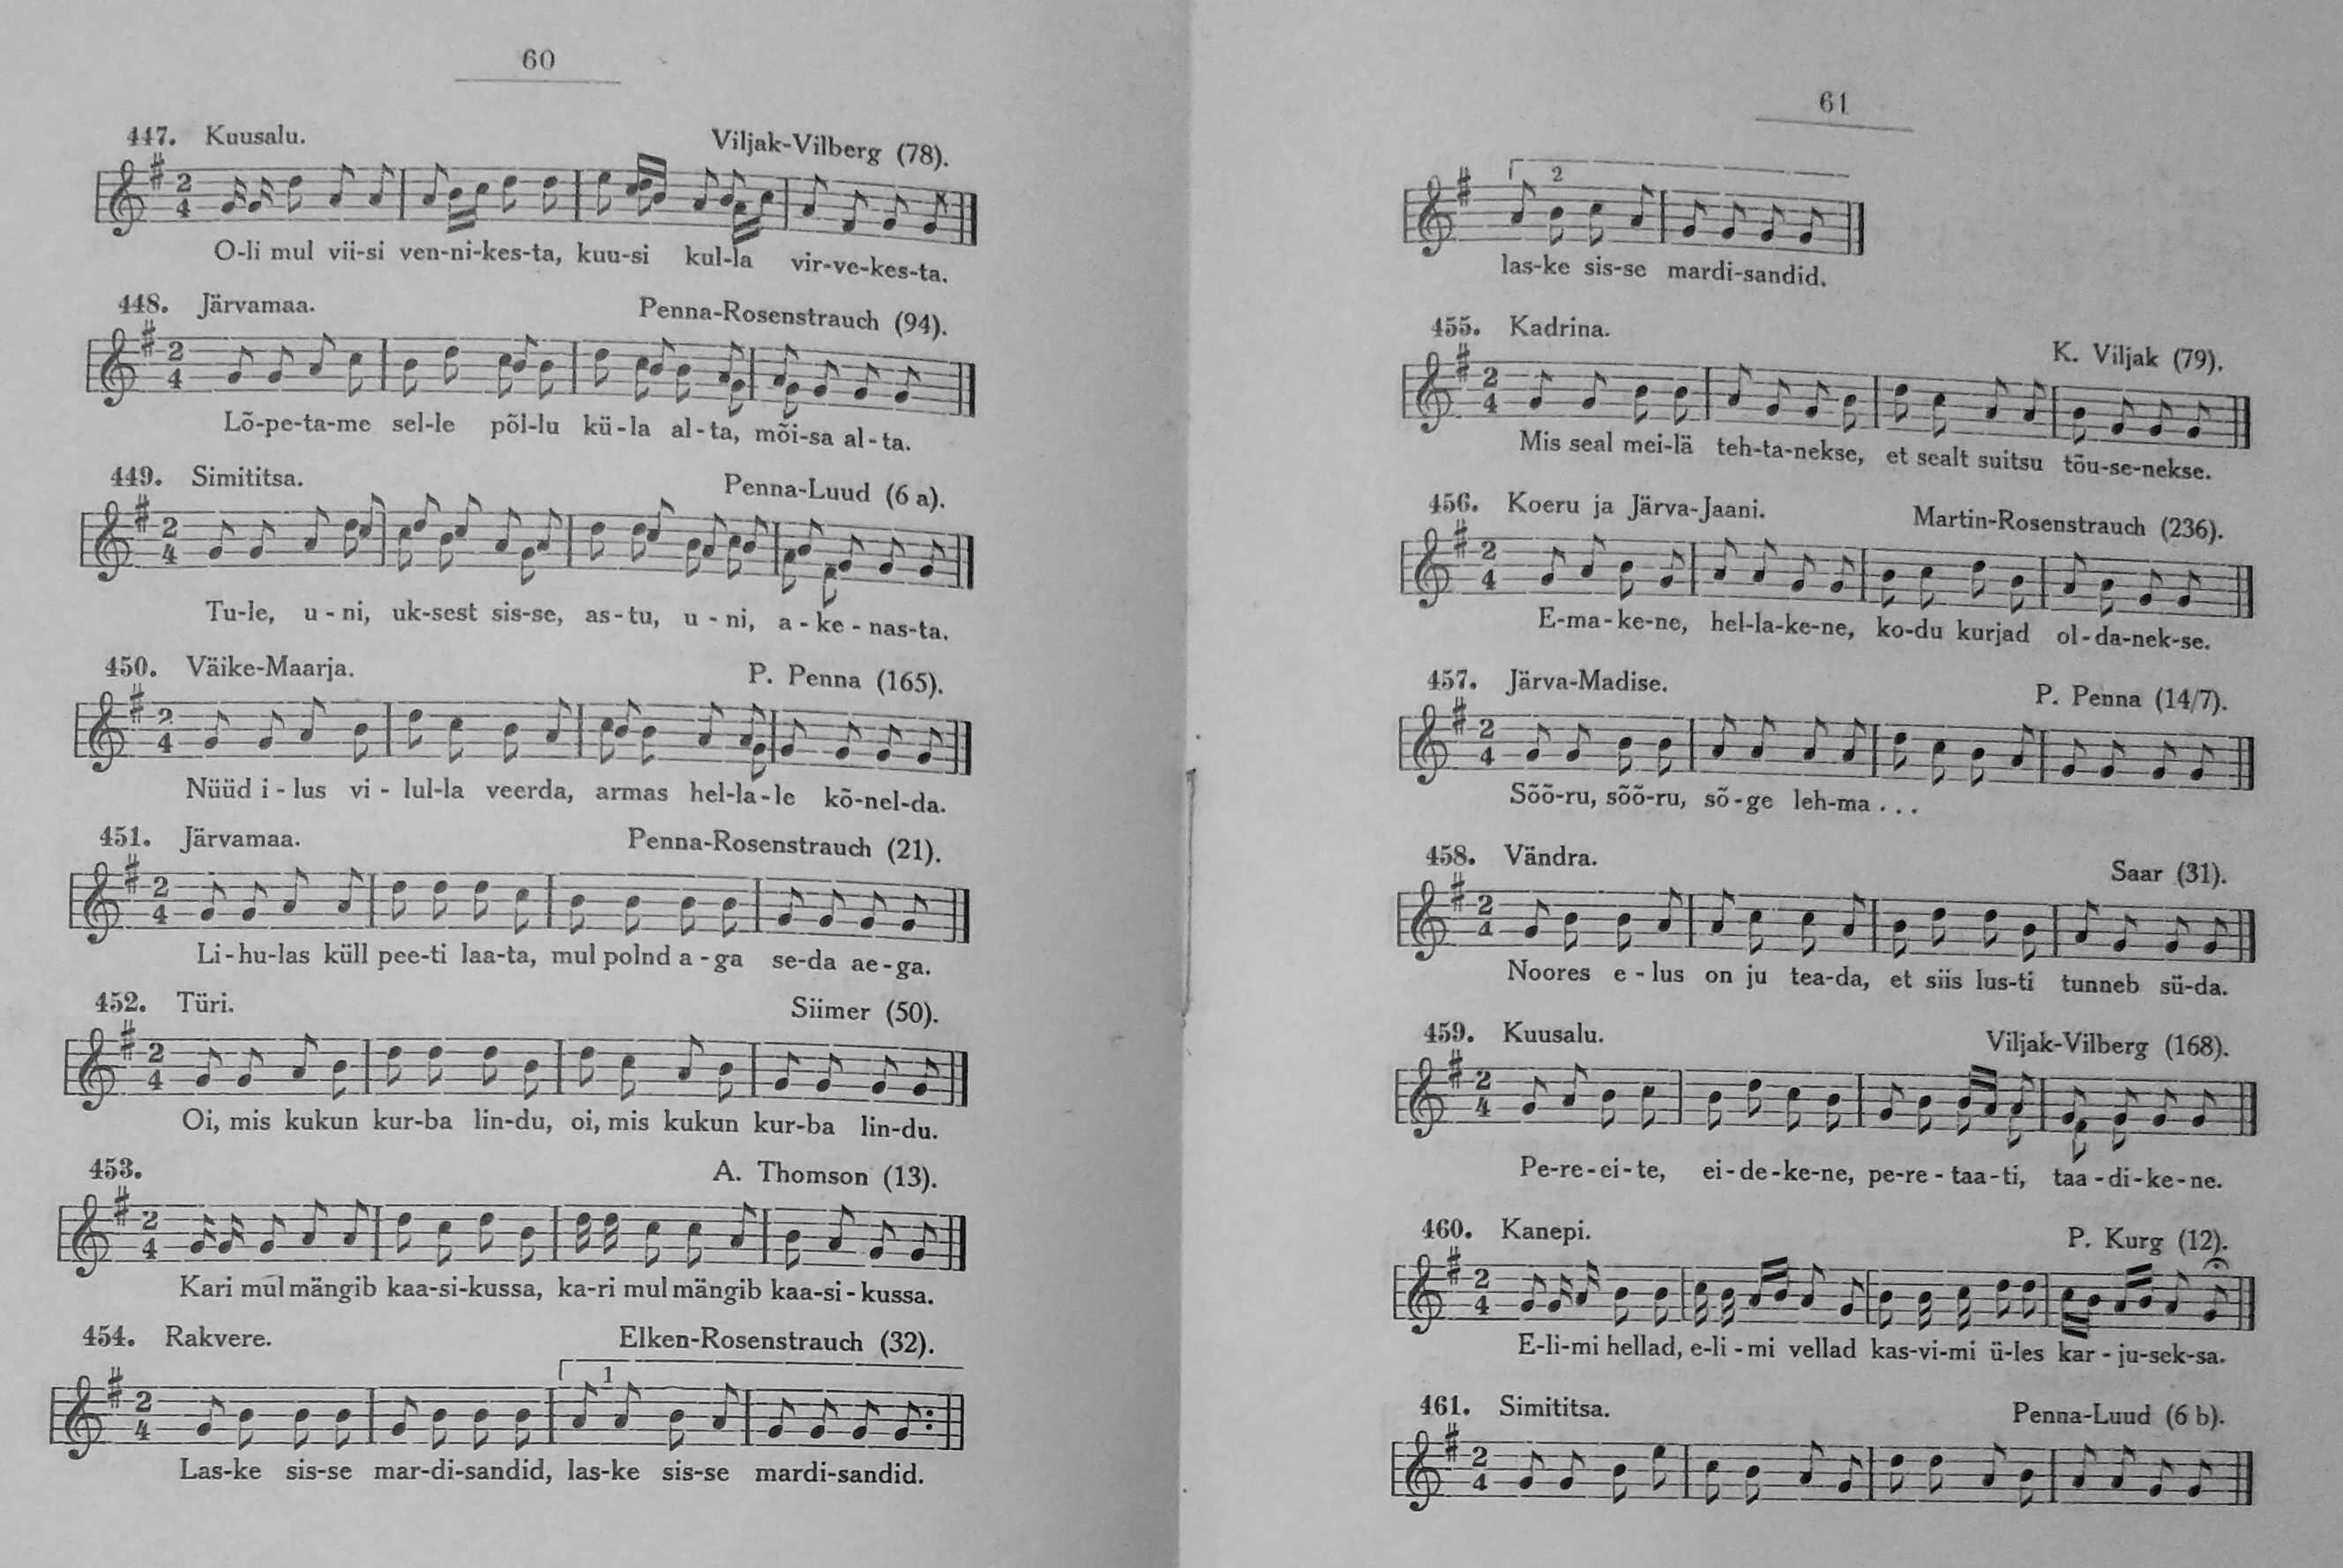 60
447. Kuusalu. Viljak-Vilberg (78).
2
4
O-li mul vii-si ven-ni-kes-ta, kuu-si kul-la vir-ve-kes-ta.
448. Järvamaa. Penna-Rosenstrauch (94).
2
4
Lõ-pe-ta-me sel-le põl-lu kü-la al-ta, mõi-sa al-ta.
449. Simititsa. Penna-Luud (6 a).
2
4
Tu-le, u - ni, uk-sest sis-se, as-tu, u - ni, a - ke - nas-ta.
450. Väike-Maarja. P. Penna (165).
2
4
Nüüd i - lus vi - lul-la veerda, armas hel-la-le kõ-nel-da.
451. Järvamaa. Penna-Rosenstrauch (21).
2
4
Li-hu-las küll pee-ti laa-ta, mul polnd a-ga se-da ae-ga.
452. Türi. Siimer (50).
2
4
Oi, mis kukun kur-ba lin-du, oi, mis kukun kur-ba lin-du.
453. A. Thomson (13).
2
4
Kari mul mängib kaa-si-kussa, ka-ri mul mängib kaa-si-kussa.
454. Rakvere. Elken-Rosenstrauch (32).
1
2
4
Las-ke sis-se mar-di-sandid, las-ke sis-se mardi-sandid.
61
2
las-ke sis-se mardi-sandid.
455. Kadrina. K. Viljak (79).
2
4
Mis seal mei-lä teh-ta-nekse, et sealt suitsu tõu-se-nekse.
456. Koeru ja Järva-Jaani. Martin-Rosenstrauch (236).
2
4
E-ma-ke-ne, hel-la-ke-ne, ko-du kurjad ol-da-nek-se.
457. Järva-Madise. P. Penna (14/7).
2
4
Sõõ-ru, sõõ-ru, sõ-ge leh-ma . . .
458. Vändra. Saar (31).
2
4
Noores e - lus on ju tea-da, et siis lus-ti tunneb sü-da.
459. Kuusalu. Viljak-Vilberg (168).
2
4
Pe-re-ei-te, ei-de-ke-ne, pe-re-taa-ti, taa-di-ke-ne.
460. Kanepi. P. Kurg (12).
2
4
E-li-mi hellad, e-li-mi vellad kas-vi-mi ü-les kar-ju-sek-sa.
461. Simititsa. Penna-Luud (6 b).
2
4